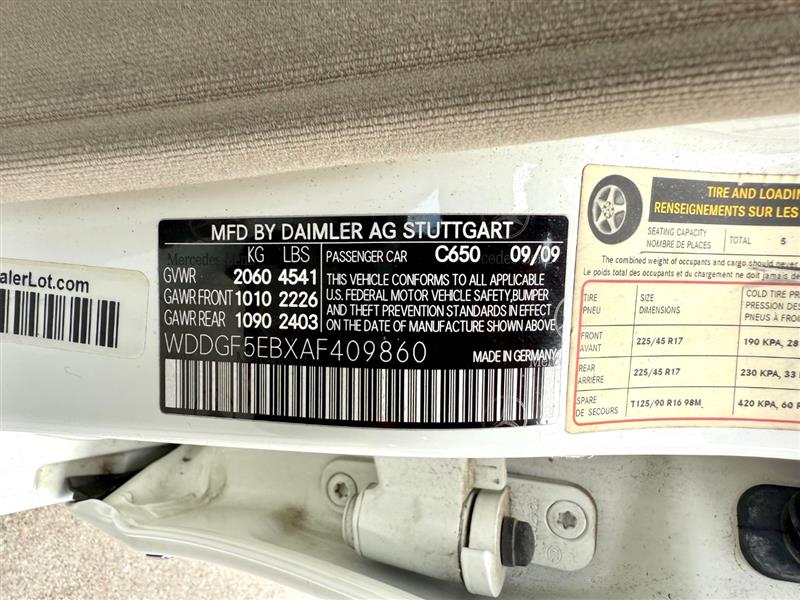 MFD BY DAIMLER AG STUTTGART
KG LBS
GVWR 2060 4541
GAWR FRONT 1010 2226
GAWR REAR 1090 2403
PASSENGER CAR C650 09/09
THIS VEHICLE CONFORMS TO ALL APPLICABLE
U.S. FEDERAL MOTOR VEHICLE SAFETY,BUMPER
AND THEFT PREVENTION STANDARDS IN EFFECT
ON THE DATE OF MANUFACTURE SHOWN ABOVE.
WDDGF5EBXAF409860
MADE IN GERMANY
alerLot.com
TIRE AND LOADIN
RENSEIGNEMENTS SUR LES
SEATING CAPACITY
NOMBRE DE PLACES
TOTAL 5
The combined weight of occupants and cargo should never
Le poids total des occupants et du chargement ne doit jamais
TIRE
PNEU
SIZE
DIMENSIONS
COLD TIRE PR
PRESSION DES
PNEUS À FROI
FRONT
AVANT
225/45 R17
190 KPA, 28
REAR
ARRIÈRE
225/45 R17
230 KPA, 33
SPARE
DE SECOURS
T125/90 R16 98M
420 KPA, 60